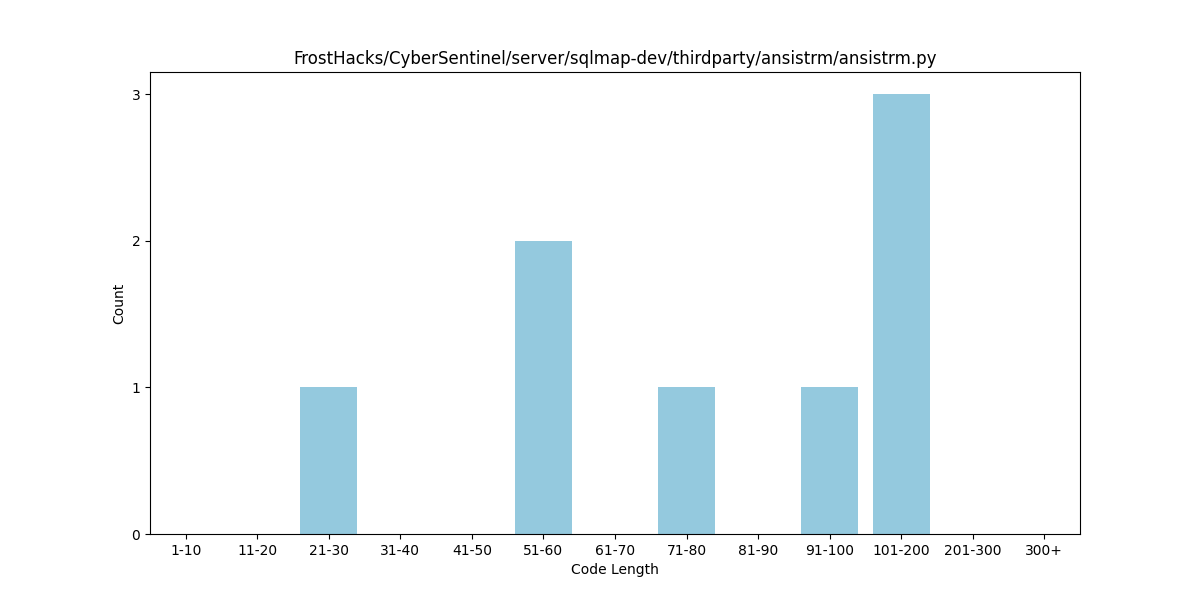 FrostHacks/CyberSentinel/server/sqlmap-dev/thirdparty/ansistrm/ansistrm.py
3
2
1
0
Count
1-10 11-20 21-30 31-40 41-50 51-60 61-70 71-80 81-90 91-100 101-200 201-300 300+
Code Length